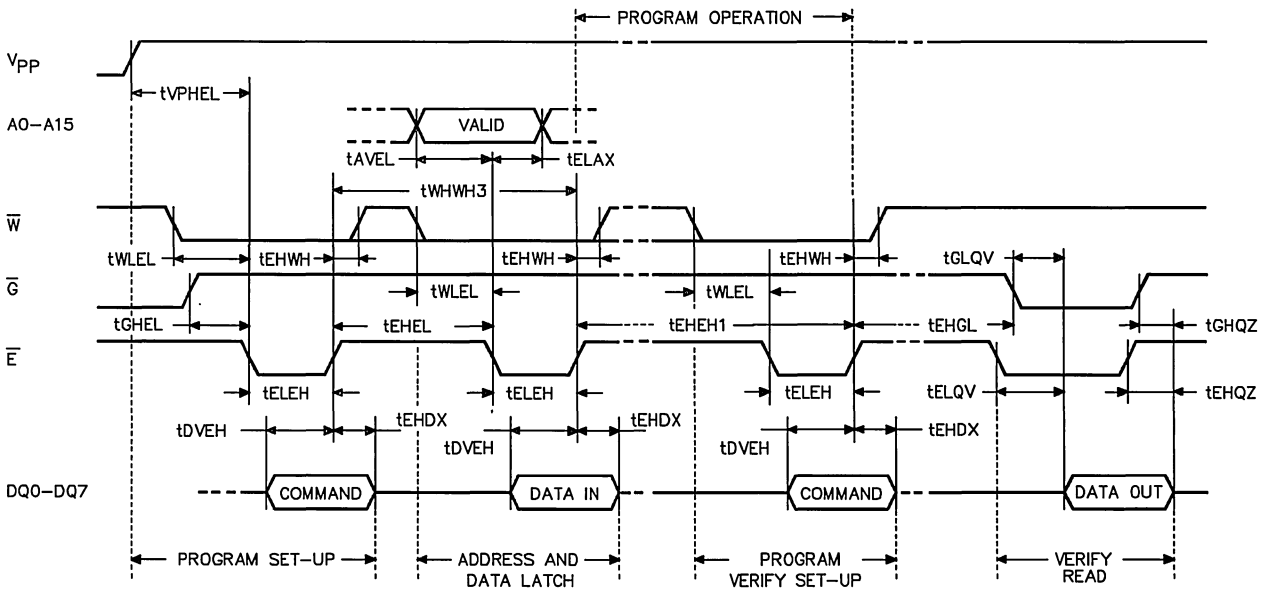 PROGRAM OPERATION
VPP
tVPHEL
A0-A15
VALID
tAVEL
tELAX
tWHWH3
W
tWLEL
tEHWH
tEHWH
tEHWH
tGLQV
G
tWLEL
tWLEL
tGHEL
tEHEL
tEHEH1
tEHGL
tGHQZ
E
tELEH
tELEH
tELEH
tELQV
tEHQZ
tDVEH
tEHDX
tDVEH
tEHDX
tDVEH
tEHDX
DQ0-DQ7
COMMAND
DATA IN
COMMAND
DATA OUT
PROGRAM SET-UP
ADDRESS AND
DATA LATCH
PROGRAM
VERIFY SET-UP
VERIFY
READ